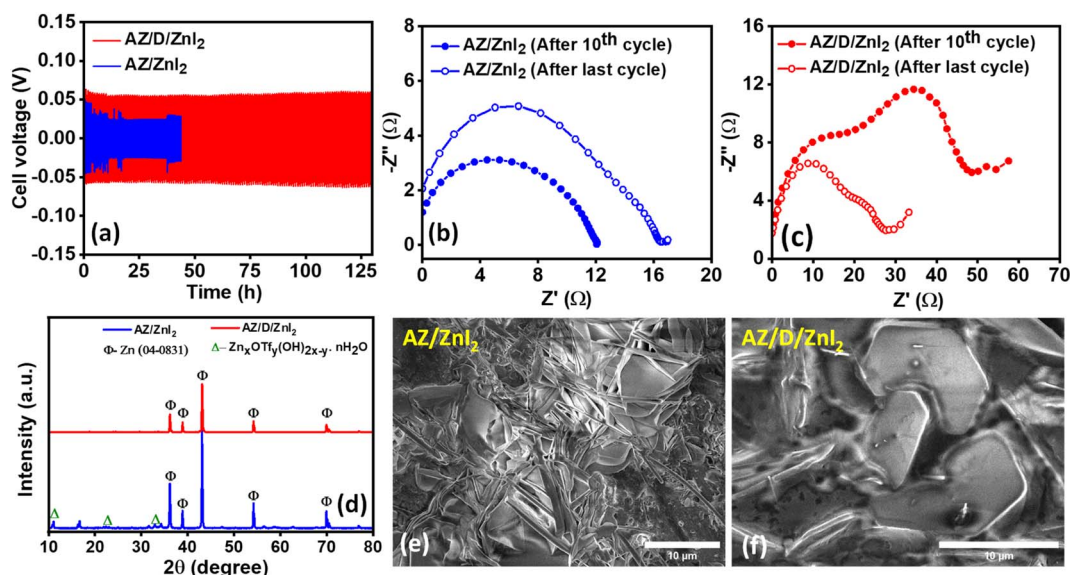 0.15
0.10
0.05
0.00
-0.05
-0.10
-0.15
Cell voltage (V)
AZ/D/ZnI₂
AZ/ZnI₂
(a)
0 25 50 75 100 125
Time (h)
8
6
4
2
0
-Z" (Ω)
AZ/ZnI₂ (After 10ᵗʰ cycle)
AZ/ZnI₂ (After last cycle)
(b)
0 4 8 12 16 20
Z' (Ω)
16
12
8
4
0
-Z" (Ω)
AZ/D/ZnI₂ (After 10ᵗʰ cycle)
AZ/D/ZnI₂ (After last cycle)
(c)
0 10 20 30 40 50 60 70
Z' (Ω)
Intensity (a.u.)
AZ/ZnI₂ AZ/D/ZnI₂
Φ- Zn (04-0831) Δ– ZnₓOTfᵧ(OH)₂ₓ₋ᵧ. nH₂O
Φ Φ Φ Φ Φ
Δ Δ Δ Φ Φ Φ Φ
(d)
10 20 30 40 50 60 70 80
2θ (degree)
AZ/ZnI₂
(e)
10 µm
AZ/D/ZnI₂
(f)
10 µm